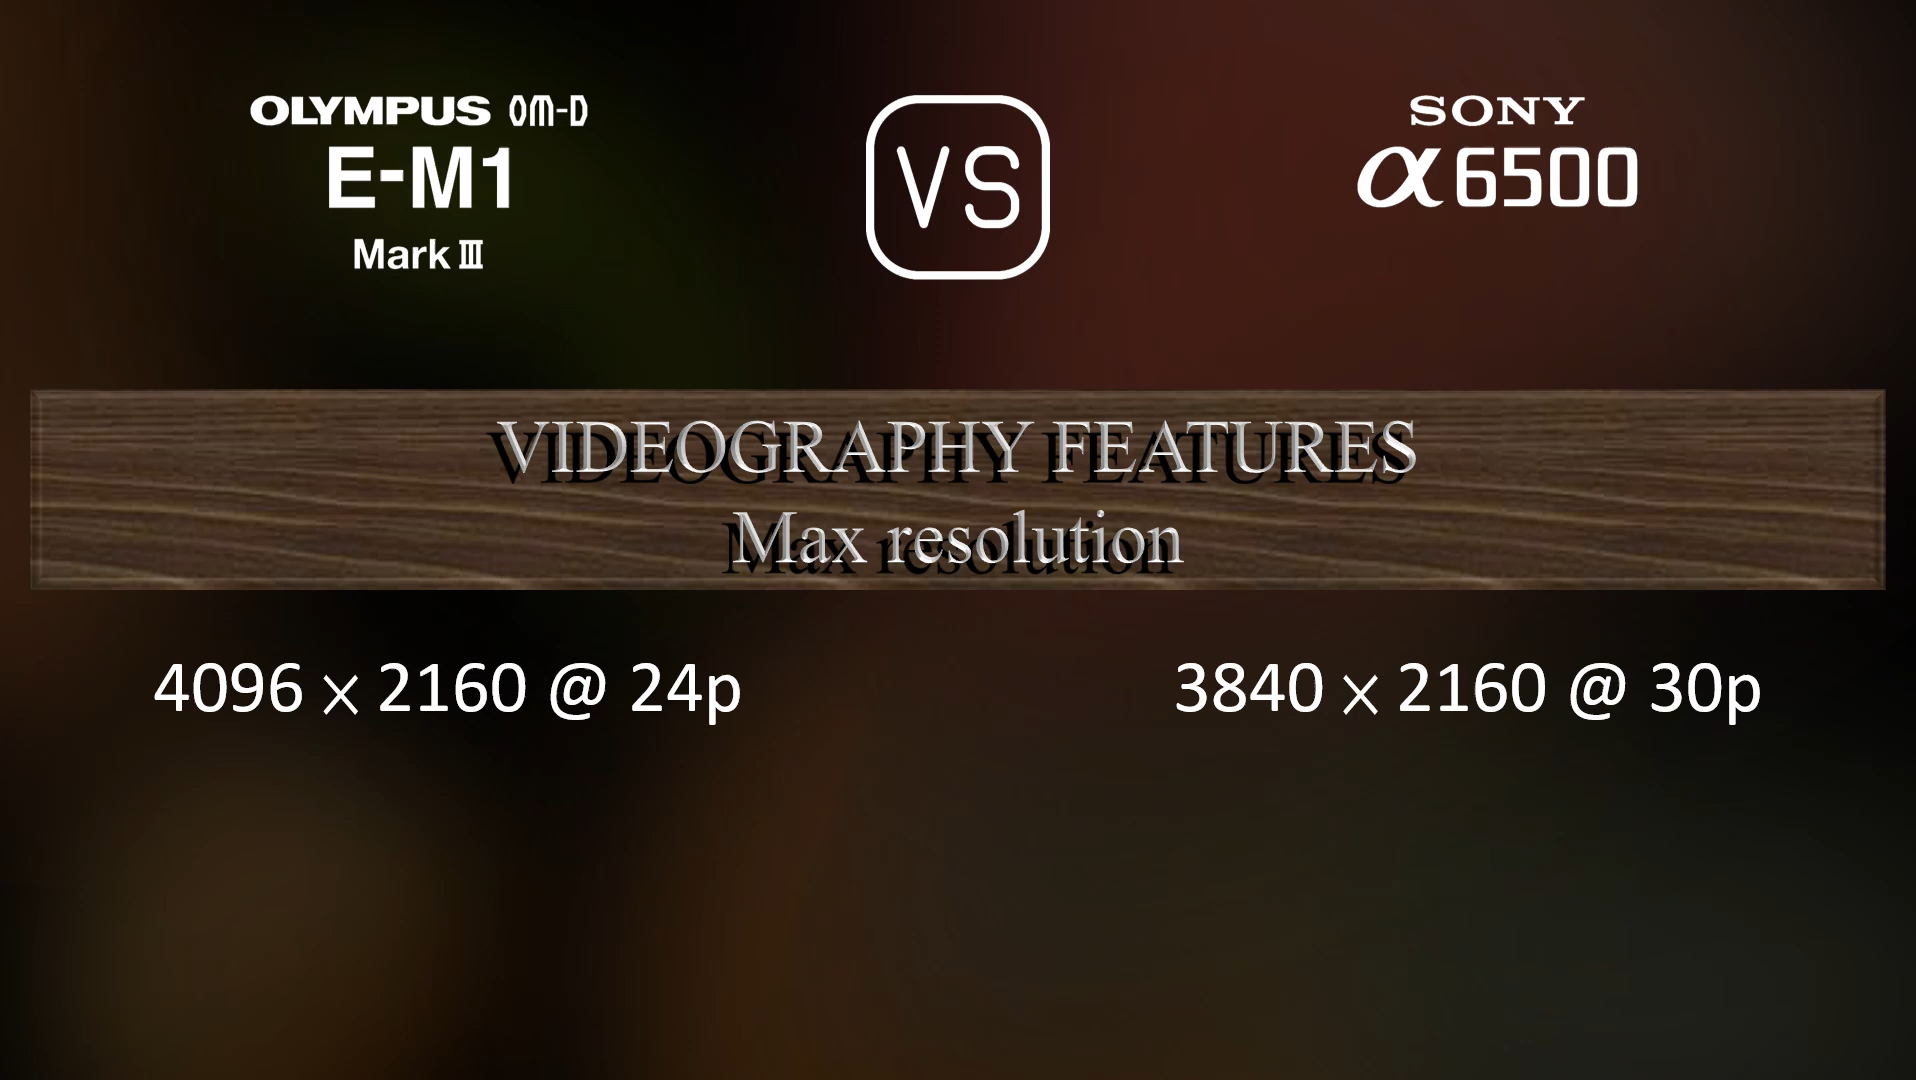 OLYMPUS OM-D
E-M1
Mark III
VS
SONY
α6500
VIDEOGRAPHY FEATURES
Max resolution
4096 x 2160 @ 24p
3840 x 2160 @ 30p